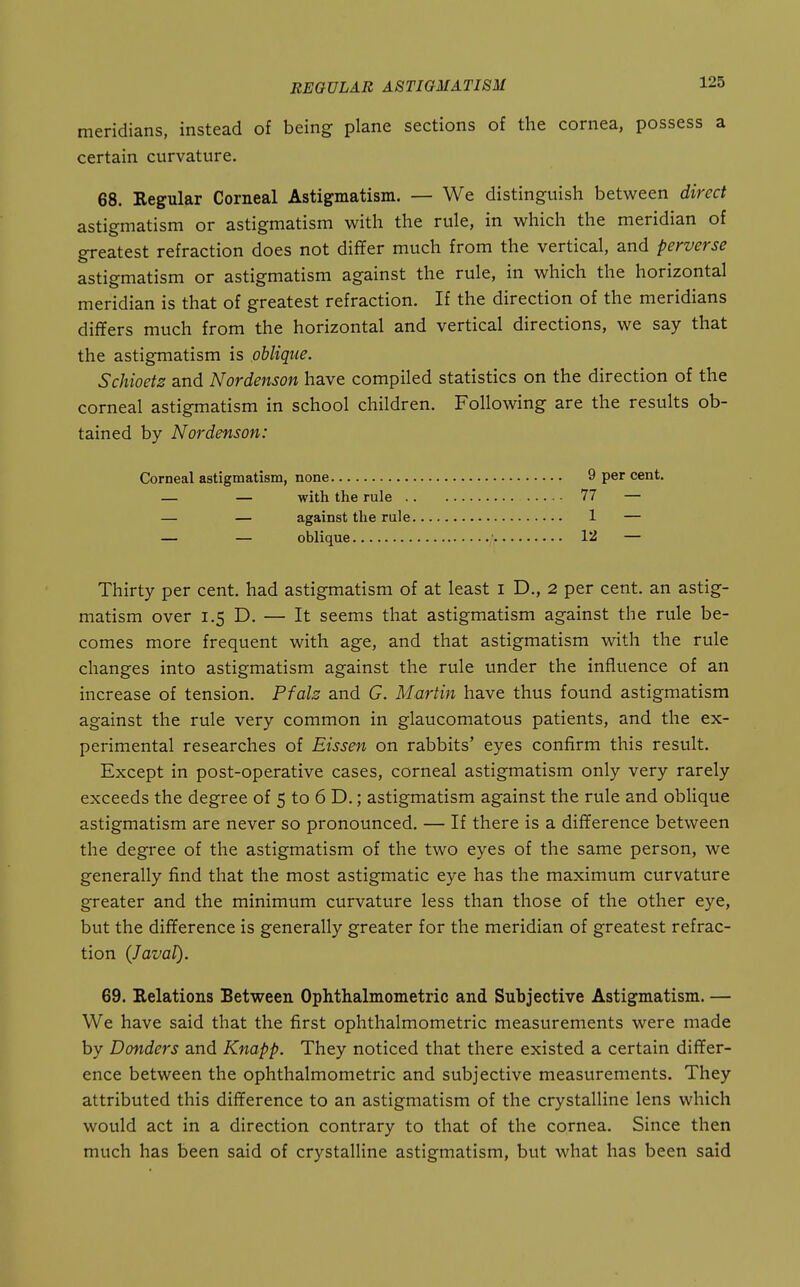 REGULAR ASTIGMATISM 125
meridians, instead of being plane sections of the cornea, possess a
certain curvature.
68. Regular Corneal Astigmatism. — We distinguish between direct
astigmatism or astigmatism with the rule, in which the meridian of
greatest refraction does not differ much from the vertical, and perverse
astigmatism or astigmatism against the rule, in which the horizontal
meridian is that of greatest refraction. If the direction of the meridians
differs much from the horizontal and vertical directions, we say that
the astigmatism is oblique.
Schioetz and Nordenson have compiled statistics on the direction of the
corneal astigmatism in school children. Following are the results ob-
tained by Nordenson:
Corneal astigmatism, none............................ 9 per cent.
— — with the rule .. .................... 77 —
— — against the rule..................... 1 —
— — oblique............................ 12 —
Thirty per cent. had astigmatism of at least 1 D., 2 per cent. an astig-
matism over 1.5 D. — It seems that astigmatism against the rule be-
comes more frequent with age, and that astigmatism with the rule
changes into astigmatism against the rule under the influence of an
increase of tension. Pfalz and G. Martin have thus found astigmatism
against the rule very common in glaucomatous patients, and the ex-
perimental researches of Eissen on rabbits' eyes confirm this result.
Except in post-operative cases, corneal astigmatism only very rarely
exceeds the degree of 5 to 6 D.; astigmatism against the rule and oblique
astigmatism are never so pronounced. — If there is a difference between
the degree of the astigmatism of the two eyes of the same person, we
generally find that the most astigmatic eye has the maximum curvature
greater and the minimum curvature less than those of the other eye,
but the difference is generally greater for the meridian of greatest refrac-
tion (Javal).
69. Relations Between Ophthalmometric and Subjective Astigmatism. —
We have said that the first ophthalmometric measurements were made
by Donders and Knapp. They noticed that there existed a certain differ-
ence between the ophthalmometric and subjective measurements. They
attributed this difference to an astigmatism of the crystalline lens which
would act in a direction contrary to that of the cornea. Since then
much has been said of crystalline astigmatism, but what has been said